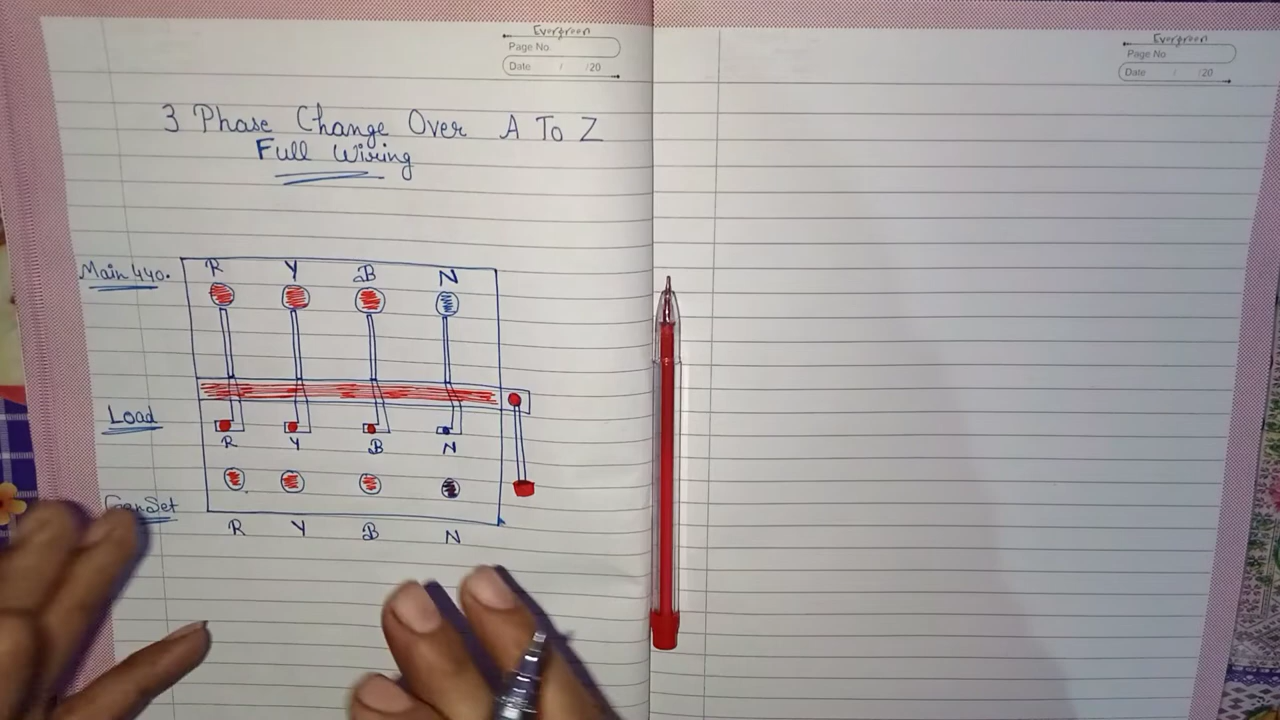 Evergreen
Page No.
Date / /20
Evergreen
Page No
Date / /20
3 Phase Change Over A To Z
Full Wiring
Main 440.
R Y B N
Load
R Y B N
GenSet
R Y B N